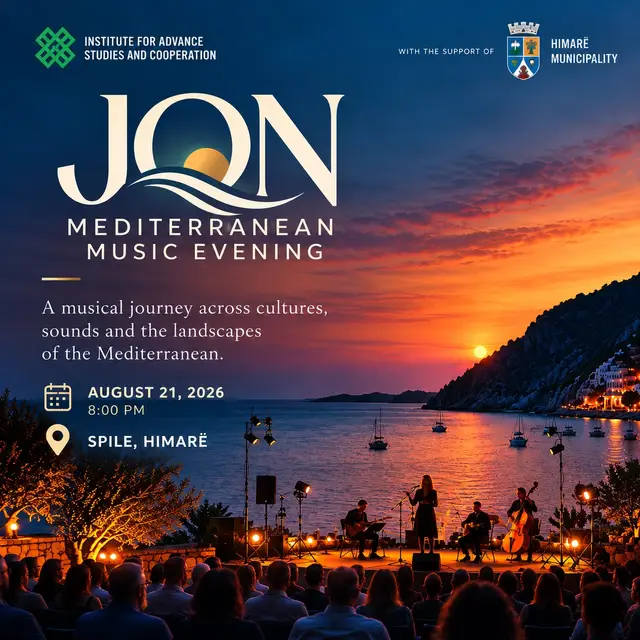 INSTITUTE FOR ADVANCE
STUDIES AND COOPERATION
WITH THE SUPPORT OF
HIMARË
MUNICIPALITY
JON
MEDITERRANEAN
MUSIC EVENING
A musical journey across cultures,
sounds and the landscapes
of the Mediterranean.
AUGUST 21, 2026
8:00 PM
SPILE, HIMARË